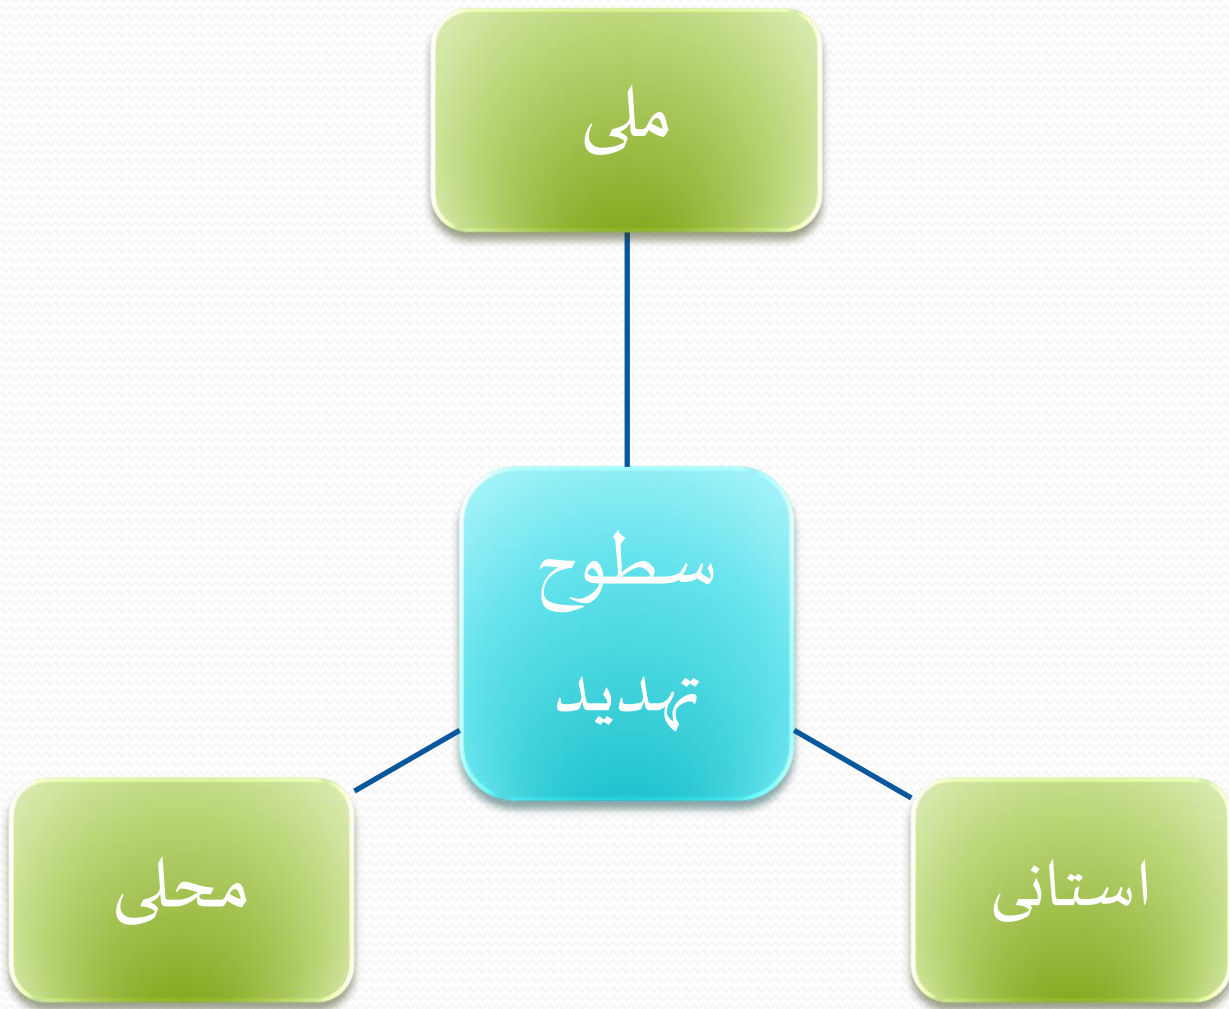 ملی
سطوح
تهدید
استانی
محلی